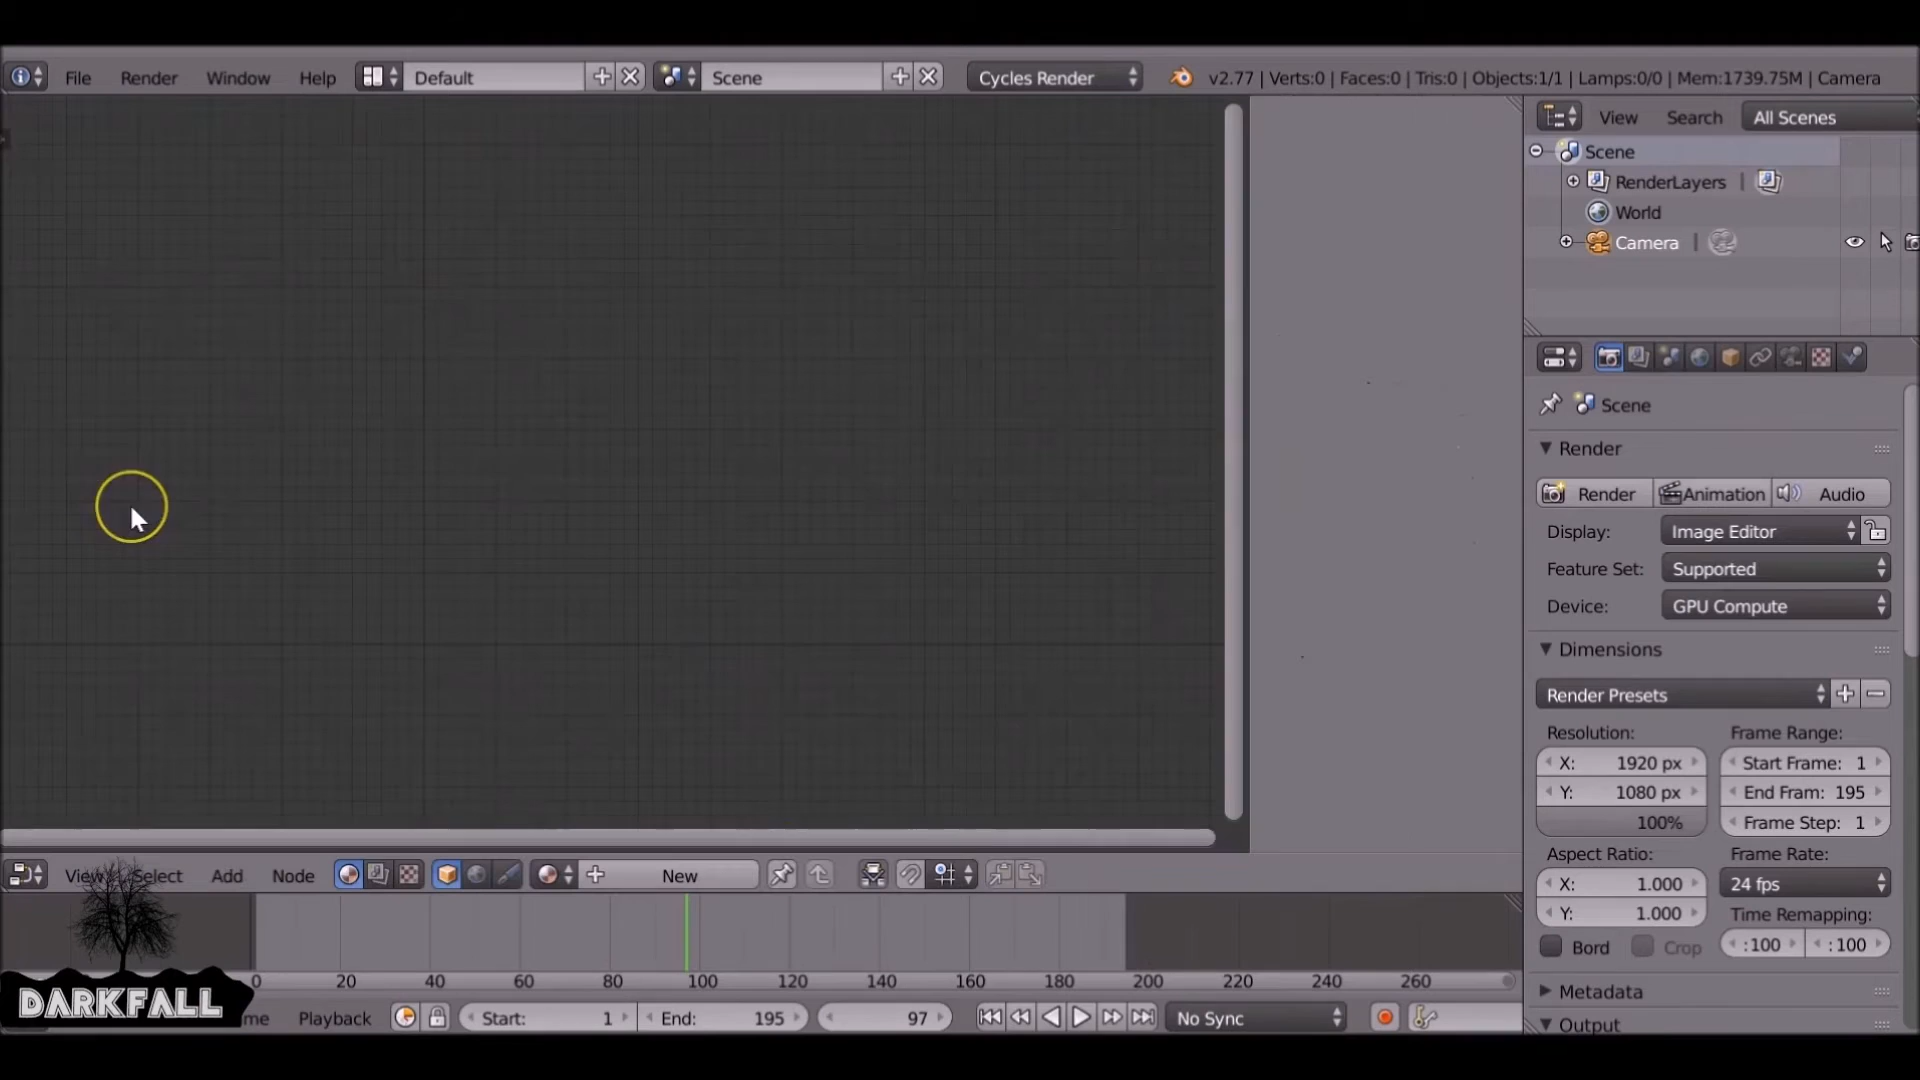 File Render Window Help Default Scene Cycles Render v2.77 | Verts:0 | Faces:0 | Tris:0 | Objects:1/1 | Lamps:0/0 | Mem:1739.75M | Camera
View Search All Scenes
Scene
RenderLayers |
World
Camera |
Scene
Render
Render Animation Audio
Display: Image Editor
Feature Set: Supported
Device: GPU Compute
Dimensions
Render Presets
Resolution: Frame Range:
X: 1920 px Start Frame: 1
Y: 1080 px End Fram: 195
100% Frame Step: 1
Aspect Ratio: Frame Rate:
X: 1.000 24 fps
Y: 1.000 Time Remapping:
Bord Crop :100 :100
Metadata
Output
View Select Add Node New
0 20 40 60 80 100 120 140 160 180 200 220 240 260
DARKFALL
me Playback Start: 1 End: 195 97 No Sync